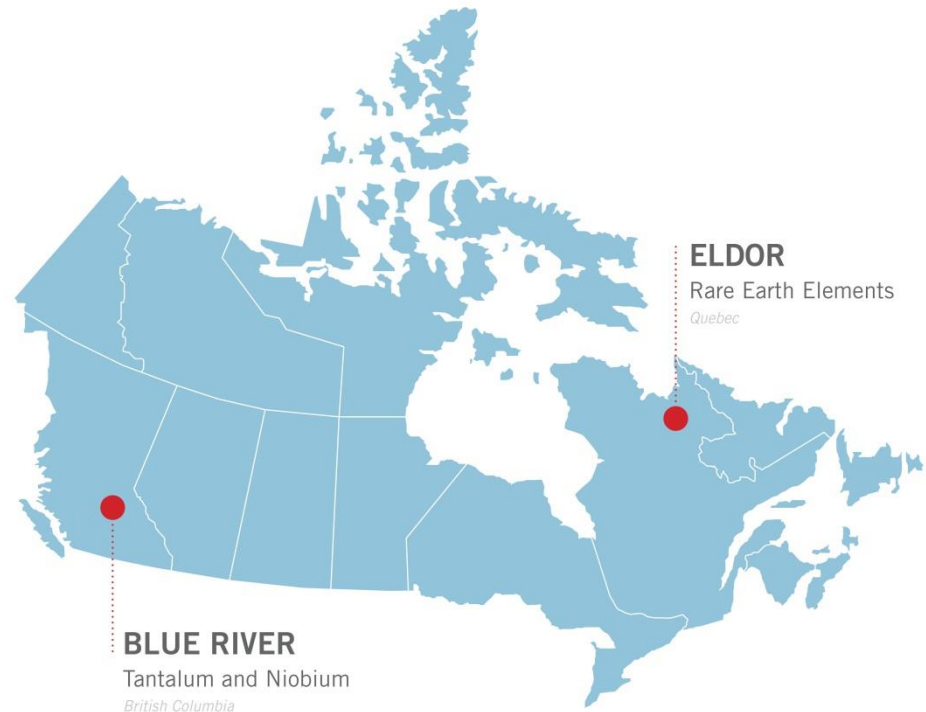 ELDOR
Rare Earth Elements
Quebec
BLUE RIVER
Tantalum and Niobium
British Columbia